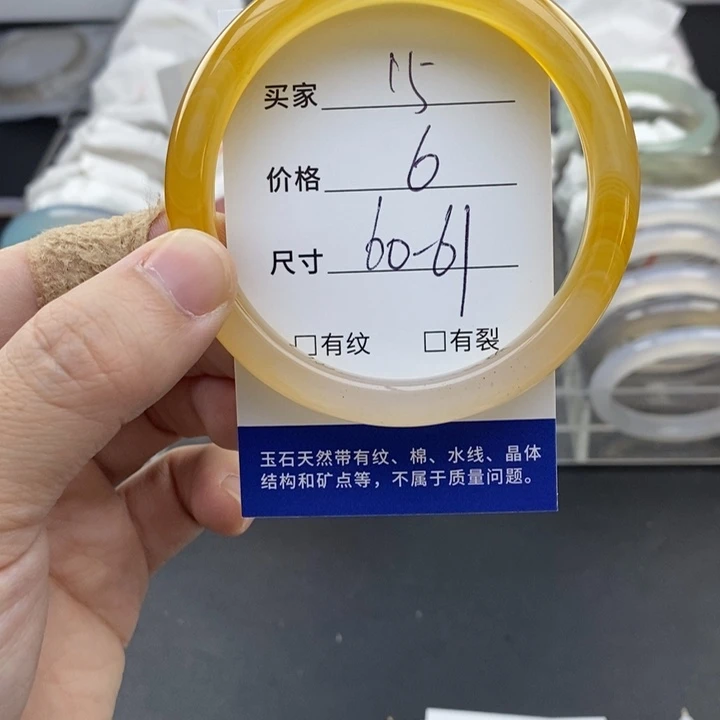 买家 15
价格 6
尺寸 60-61
□有纹 □有裂
玉石天然带有纹、棉、水线、晶体
结构和矿点等，不属于质量问题。